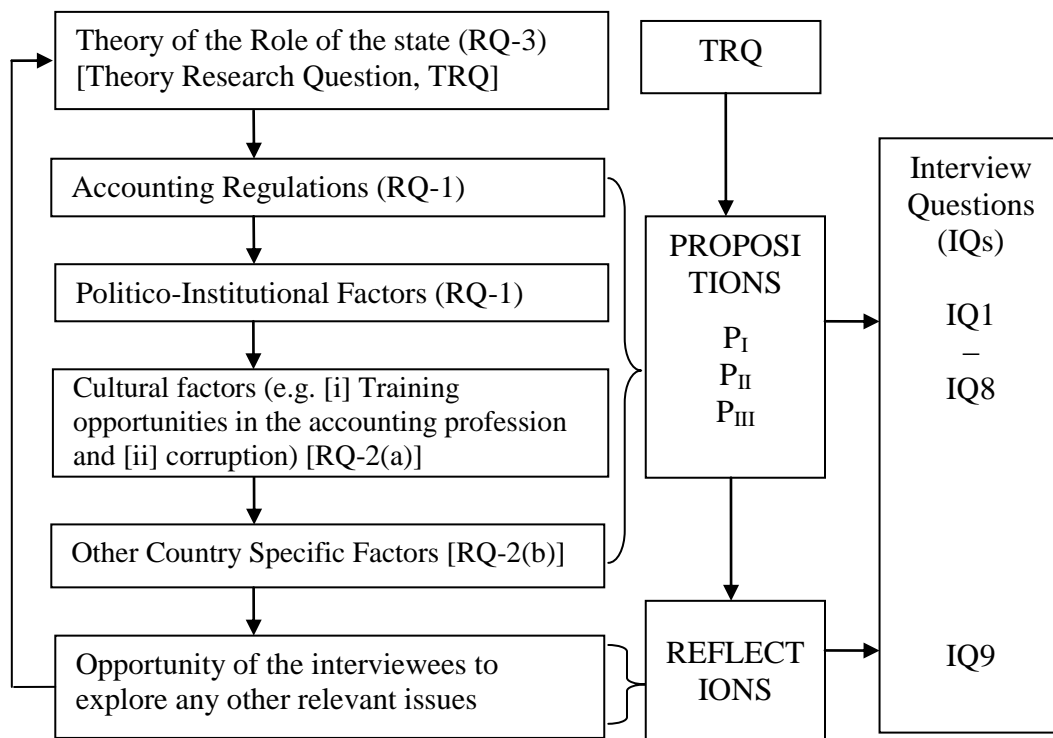 Theory of the Role of the state (RQ-3)
[Theory Research Question, TRQ]
Accounting Regulations (RQ-1)
Politico-Institutional Factors (RQ-1)
Cultural factors (e.g. [i] Training
opportunities in the accounting profession
and [ii] corruption) [RQ-2(a)]
Other Country Specific Factors [RQ-2(b)]
Opportunity of the interviewees to
explore any other relevant issues
TRQ
PROPOSI
TIONS
P_I
P_II
P_III
REFLECT
IONS
Interview
Questions
(IQs)
IQ1
–
IQ8
IQ9